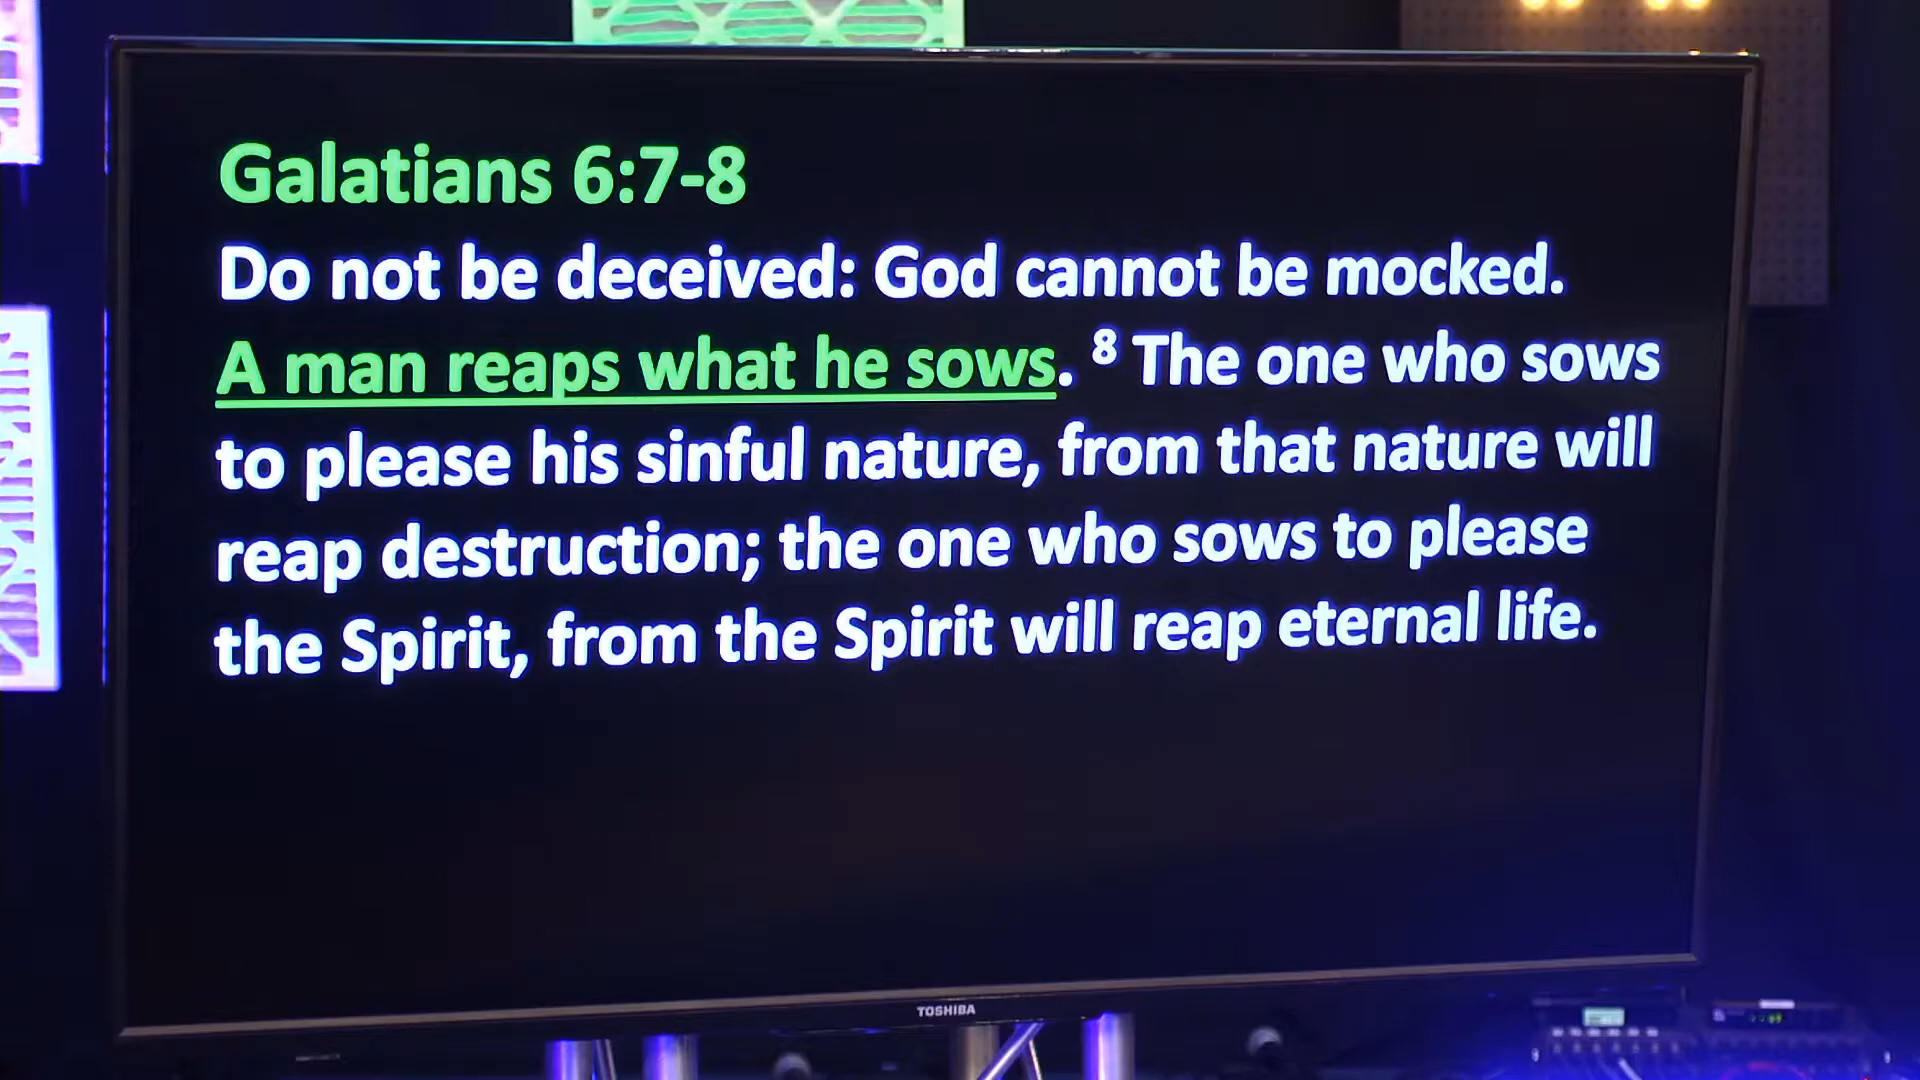 Galatians 6:7-8
Do not be deceived: God cannot be mocked.
A man reaps what he sows. ⁸ The one who sows
to please his sinful nature, from that nature will
reap destruction; the one who sows to please
the Spirit, from the Spirit will reap eternal life.
TOSHIBA